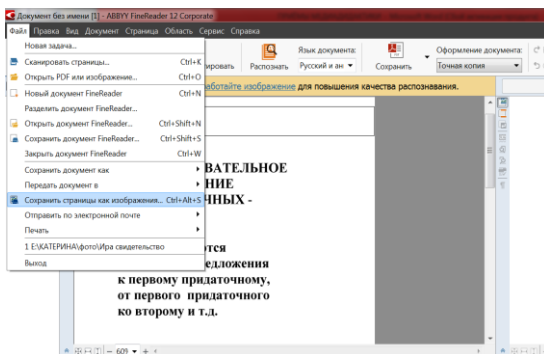 Документ без имени [1] - ABBYY FineReader 12 Corporate
Файл Правка Вид Документ Страница Область Сервис Справка
Новая задача...
Сканировать страницы... Ctrl+K
Открыть PDF или изображение... Ctrl+O
Новый документ FineReader Ctrl+N
Разделить документ FineReader...
Открыть документ FineReader... Ctrl+Shift+N
Сохранить документ FineReader... Ctrl+Shift+S
Закрыть документ FineReader Ctrl+W
Сохранить документ как
Передать документ в
Сохранить страницы как изображения... Ctrl+Alt+S
Отправить по электронной почте
Печать
1 E:\КАТЕРИНА\фото\Ира свидетельство
Выход
ировать
Распознать
Язык документа:
Русский и ан
Сохранить
Оформление документа:
Точная копия
аботайте изображение для повышения качества распознавания.
ВАТЕЛЬНОЕ
НИЕ
ЧНЫХ -
тся
едложения
к первому придаточному,
от первого придаточного
ко второму и т.д.
60%